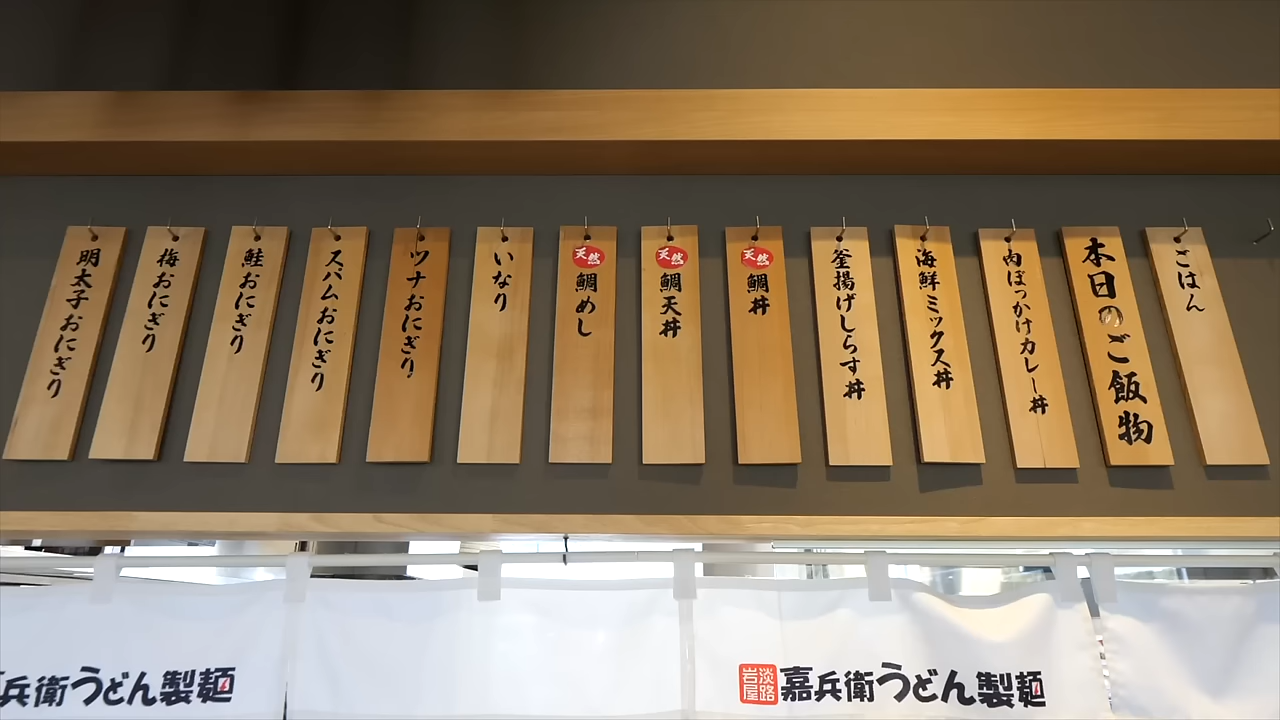 ごはん
本日のご飯物
肉ぼっかけカレー丼
海鮮ミックス丼
釜揚げしらす丼
天然
鯛丼
天然
鯛天丼
天然
鯛めし
いなり
ツナおにぎり
スパムおにぎり
鮭おにぎり
梅おにぎり
明太子おにぎり
兵衛うどん製麺
淡路
岩屋
嘉兵衛うどん製麺